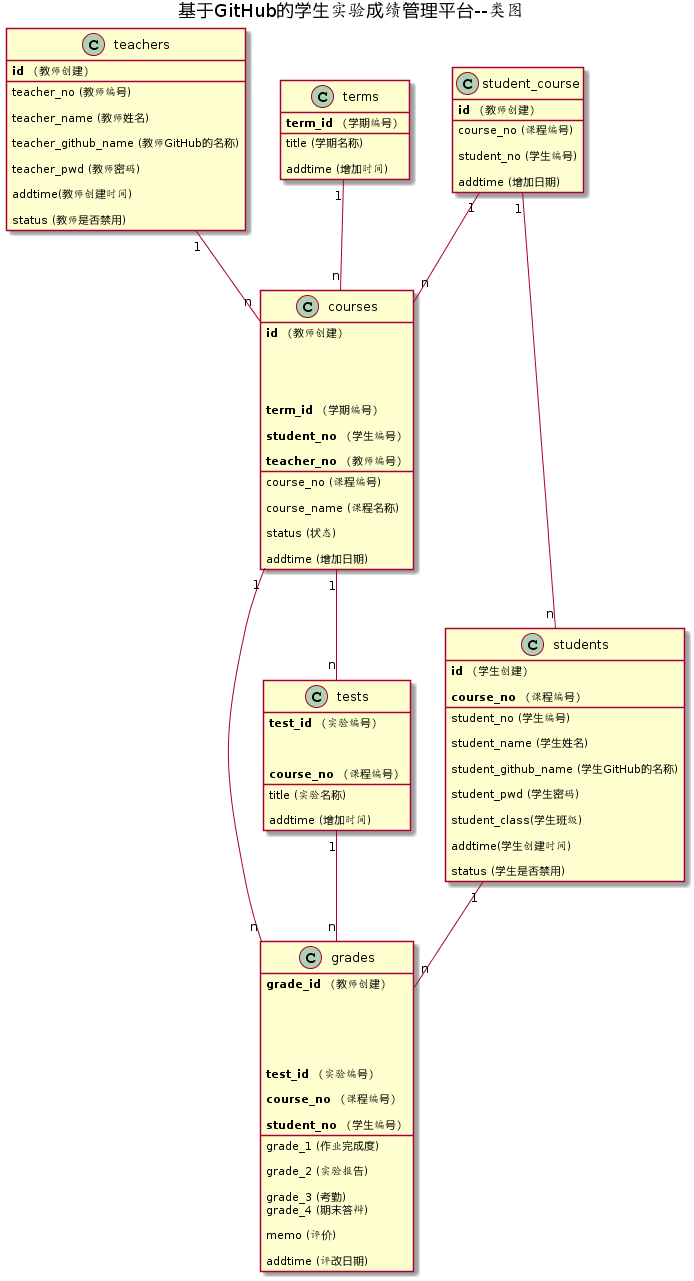 基于GitHub的学生实验成绩管理平台--类图
C teachers
id （教师创建）
teacher_no (教师编号)
teacher_name (教师姓名)
teacher_github_name (教师GitHub的名称)
teacher_pwd (教师密码)
addtime(教师创建时间)
status (教师是否禁用)
C terms
term_id （学期编号）
title (学期名称)
addtime (增加时间)
C student_course
id （教师创建）
course_no (课程编号)
student_no (学生编号)
addtime (增加日期)
1
n
1
n
1
n
1
n
C courses
id （教师创建）
term_id （学期编号）
student_no （学生编号）
teacher_no （教师编号）
course_no (课程编号)
course_name (课程名称)
status (状态)
addtime (增加日期)
1
n
1
n
C tests
test_id （实验编号）
course_no （课程编号）
title (实验名称)
addtime (增加时间)
1
n
C students
id （学生创建）
course_no （课程编号）
student_no (学生编号)
student_name (学生姓名)
student_github_name (学生GitHub的名称)
student_pwd (学生密码)
student_class(学生班级)
addtime(学生创建时间)
status (学生是否禁用)
1
n
C grades
grade_id （教师创建）
test_id （实验编号）
course_no （课程编号）
student_no （学生编号）
grade_1 (作业完成度)
grade_2 (实验报告)
grade_3 (考勤)
grade_4 (期末答辩)
memo (评价)
addtime (评改日期)